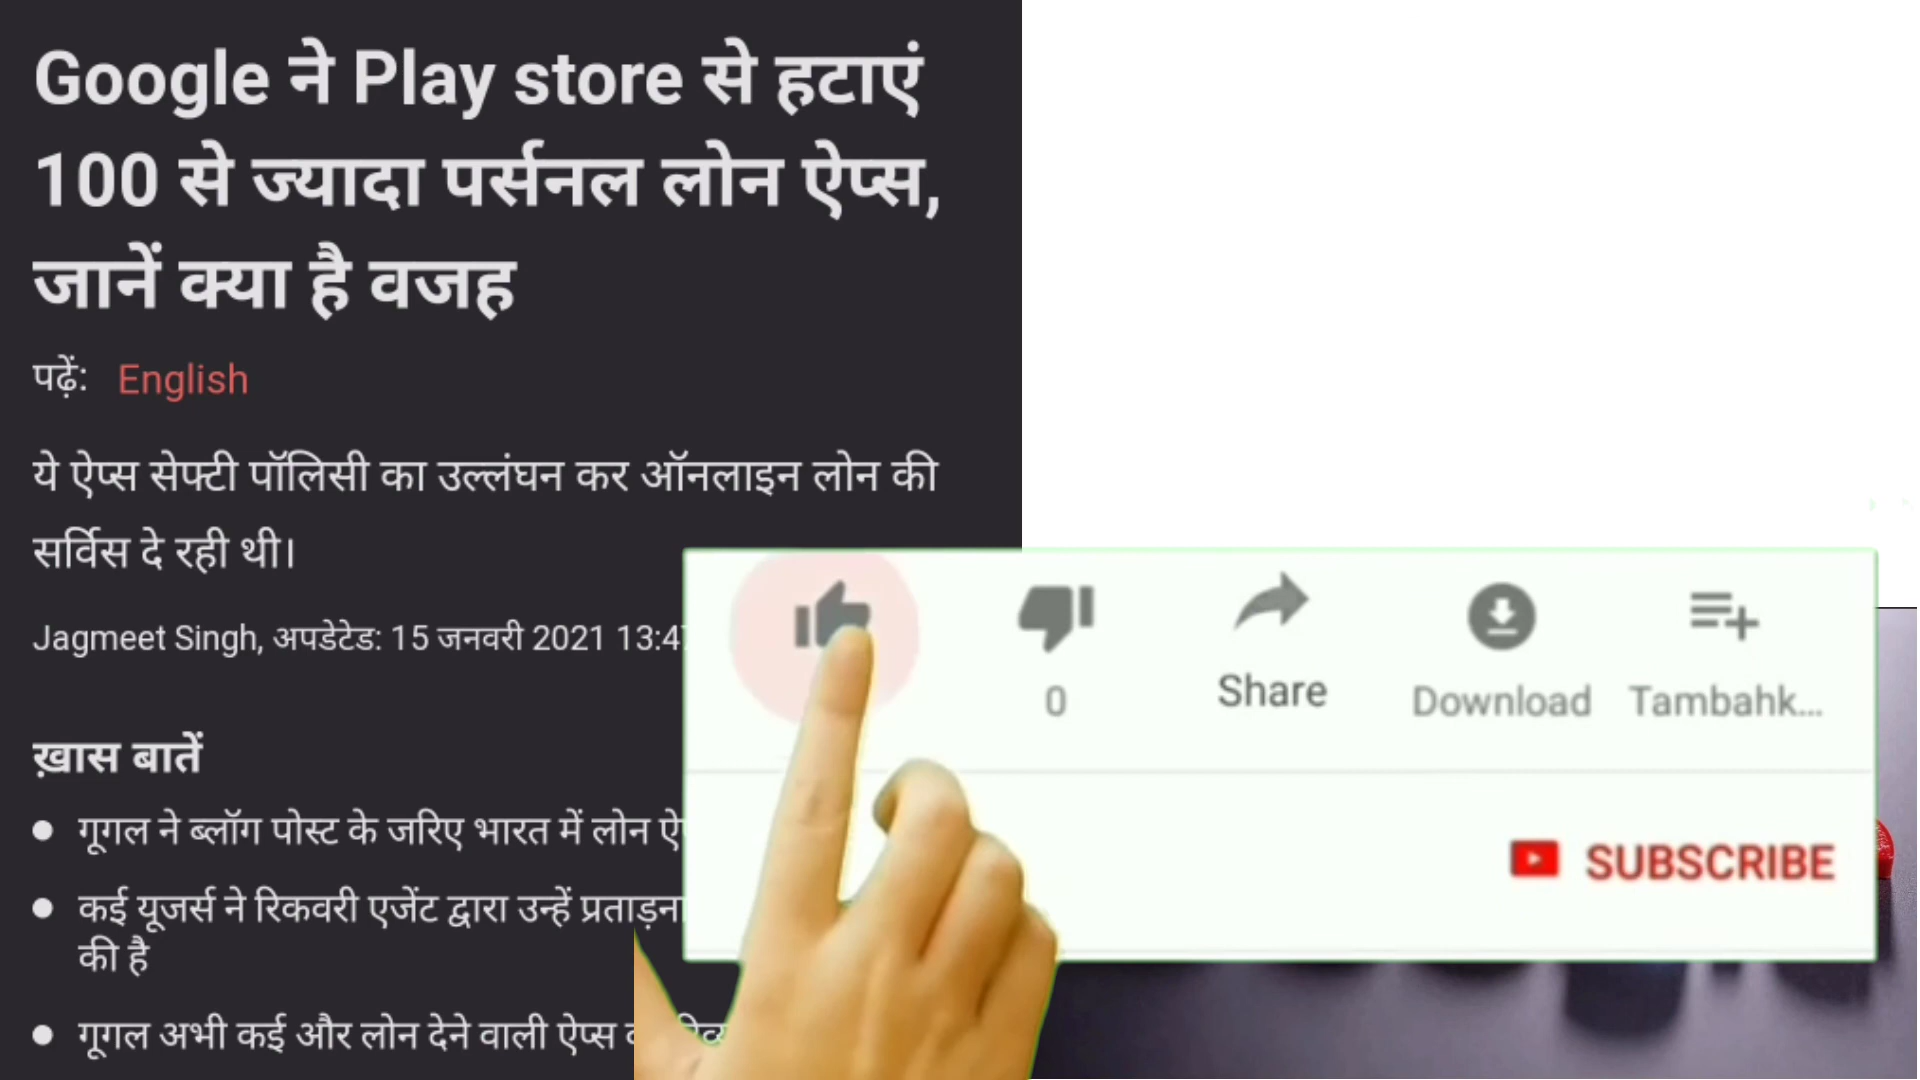 Google ने Play store से हटाएं
100 से ज्यादा पर्सनल लोन ऐप्स,
जानें क्या है वजह
पढ़ें: English
ये ऐप्स सेफ्टी पॉलिसी का उल्लंघन कर ऑनलाइन लोन की
सर्विस दे रही थी।
Jagmeet Singh, अपडेटेड: 15 जनवरी 2021
ख़ास बातें
गूगल ने ब्लॉग पोस्ट के जरिए भारत में लोन
कई यूजर्स ने रिकवरी एजेंट द्वारा उन्हें प्रताड़ना
की है
गूगल अभी कई और लोन देने वाली ऐप्स
0
Share
Download
Tambahk...
SUBSCRIBE